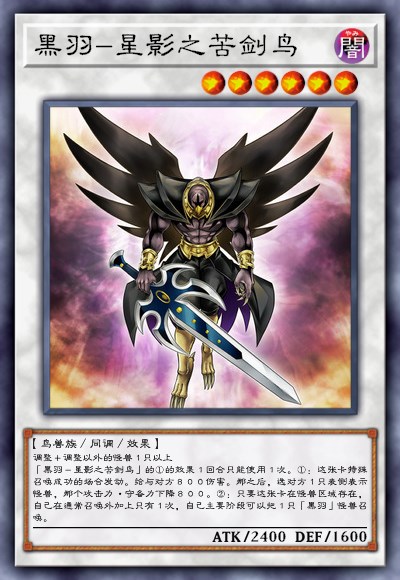 黑羽-星影之苦剑鸟
やみ
闇
【鸟兽族/同调/效果】
调整+调整以外的怪兽1只以上
「黑羽-星影之苦剑鸟」的①的效果1回合只能使用1次。①:这张卡特殊
召唤成功的场合发动。给与对方800伤害。那之后,选对方1只表侧表示
怪兽,那个攻击力·守备力下降800。②:只要这张卡在怪兽区域存在,
自己在通常召唤外加上只有1次,自己主要阶段可以把1只「黑羽」怪兽召
唤。
ATK/2400 DEF/1600